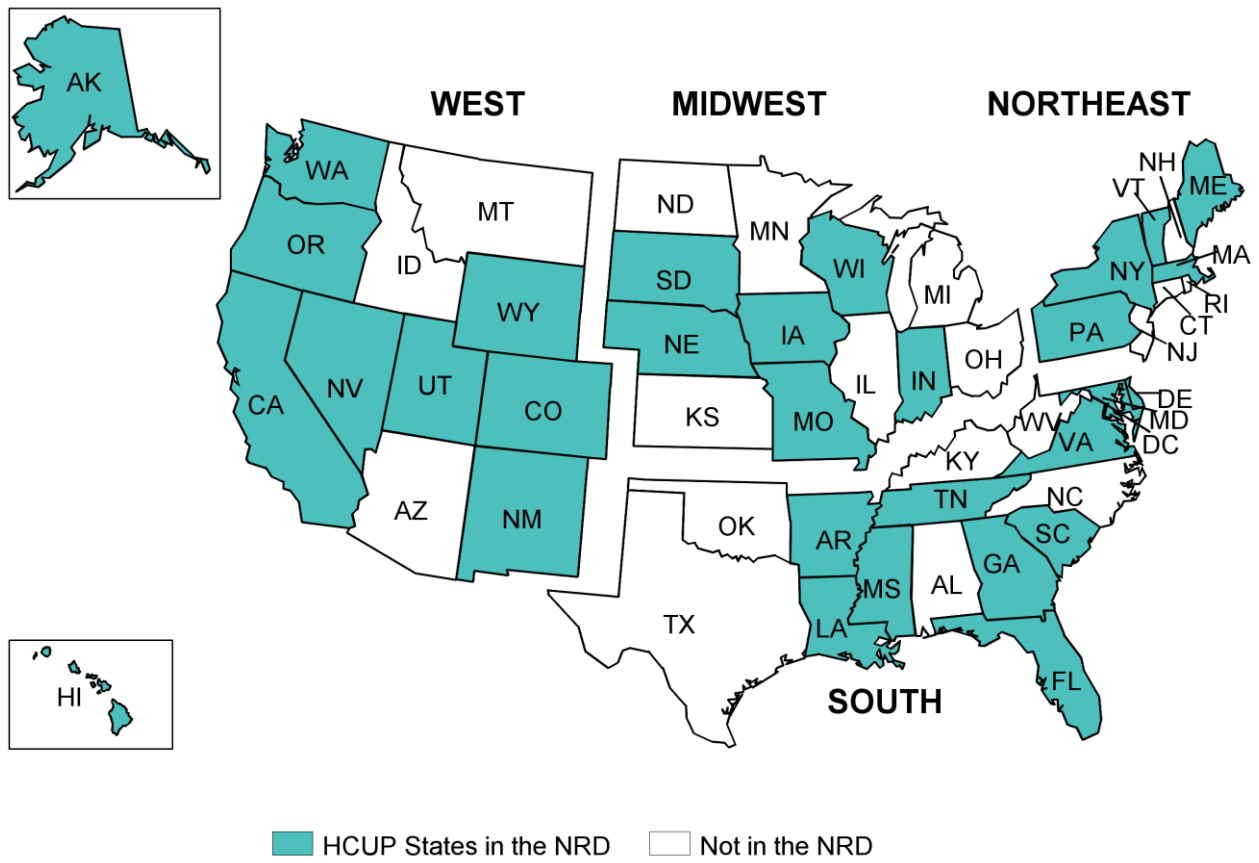 AK
WEST
MIDWEST
NORTHEAST
WA
MT
ND
MN
NH
VT
ME
OR
ID
SD
WI
NY
MA
WY
MI
RI
CT
NE
IA
PA
NJ
NV
UT
IL
IN
OH
CA
CO
KS
MO
DE
MD
WV
VA
DC
KY
AZ
NM
OK
AR
TN
NC
SC
GA
MS
AL
TX
LA
FL
HI
SOUTH
HCUP States in the NRD
Not in the NRD